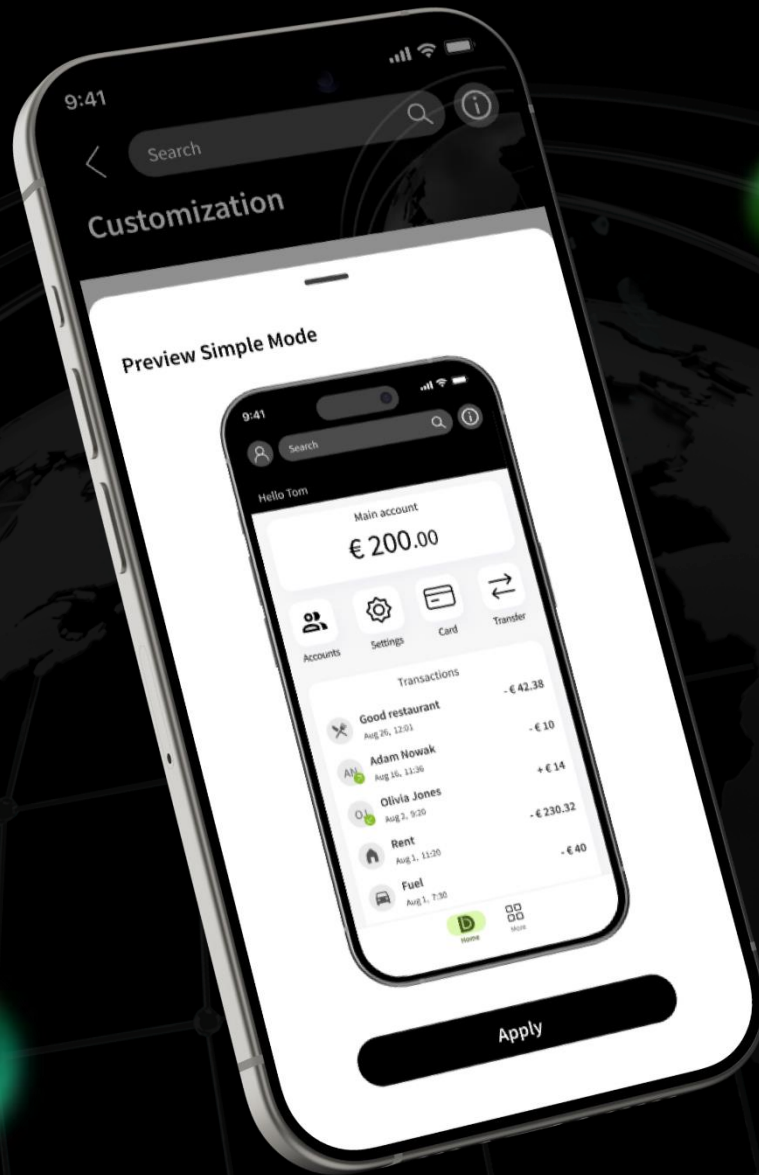 9:41
Search
Customization
Preview Simple Mode
9:41
Search
Hello Tom
Main account
€ 200.00
Accounts Settings Card Transfer
Transactions
Good restaurant - € 42.38
Aug 26, 12:01
Adam Nowak - € 10
AN
Aug 16, 11:36
Olivia Jones + € 14
OJ
Aug 2, 9:20
Rent - € 230.32
Aug 1, 11:20
Fuel - € 40
Aug 1, 7:30
Home More
Apply